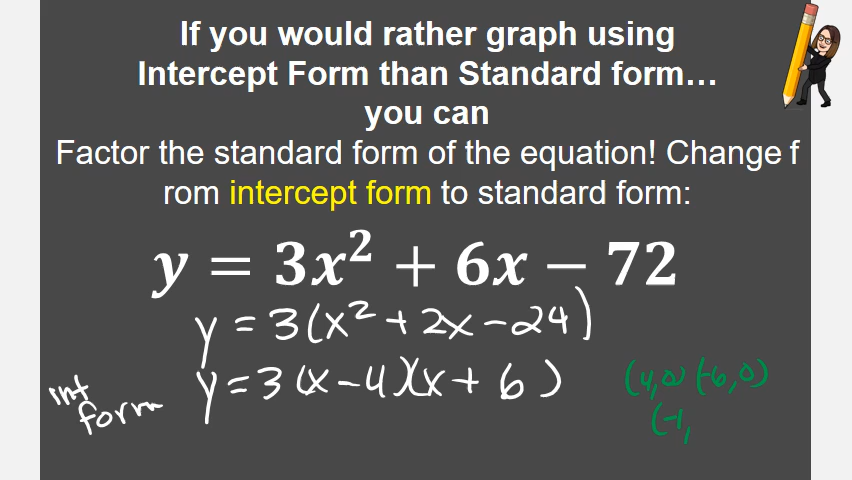 If you would rather graph using
Intercept Form than Standard form...
you can
Factor the standard form of the equation! Change f
rom intercept form to standard form:
y = 3x² + 6x − 72
y = 3(x² + 2x − 24)
int
form
y = 3(x − 4)(x + 6)
(4,0) (-6,0)
(-1,